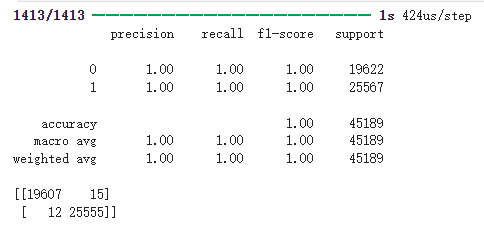 1413/1413 ━━━━━━━━━━━━━━━━━━━━ 1s 424us/step
precision recall f1-score support
0 1.00 1.00 1.00 19622
1 1.00 1.00 1.00 25567
accuracy 1.00 45189
macro avg 1.00 1.00 1.00 45189
weighted avg 1.00 1.00 1.00 45189
[[19607 15]
[ 12 25555]]